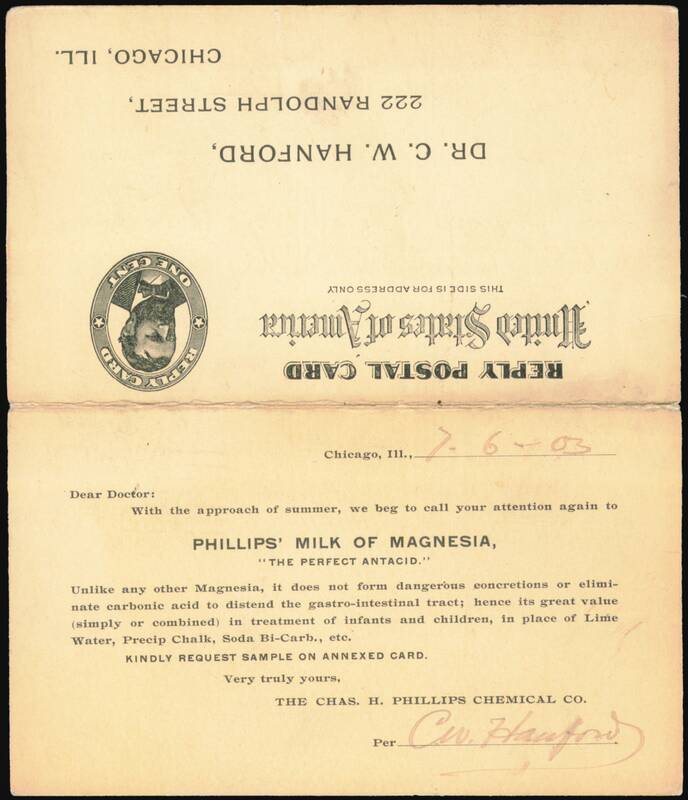 REPLY POSTAL CARD
United States of America
THIS SIDE IS FOR ADDRESS ONLY
REPLY CARD
ONE CENT
DR. C. W. HANFORD,
222 RANDOLPH STREET,
CHICAGO, ILL.
Chicago, Ill., 7-6-03
Dear Doctor:
With the approach of summer, we beg to call your attention again to
PHILLIPS' MILK OF MAGNESIA,
"THE PERFECT ANTACID."
Unlike any other Magnesia, it does not form dangerous concretions or elimi-
nate carbonic acid to distend the gastro-intestinal tract; hence its great value
(simply or combined) in treatment of infants and children, in place of Lime
Water, Precip Chalk, Soda Bi-Carb., etc.
KINDLY REQUEST SAMPLE ON ANNEXED CARD.
Very truly yours,
THE CHAS. H. PHILLIPS CHEMICAL CO.
Per C. W. Hanford